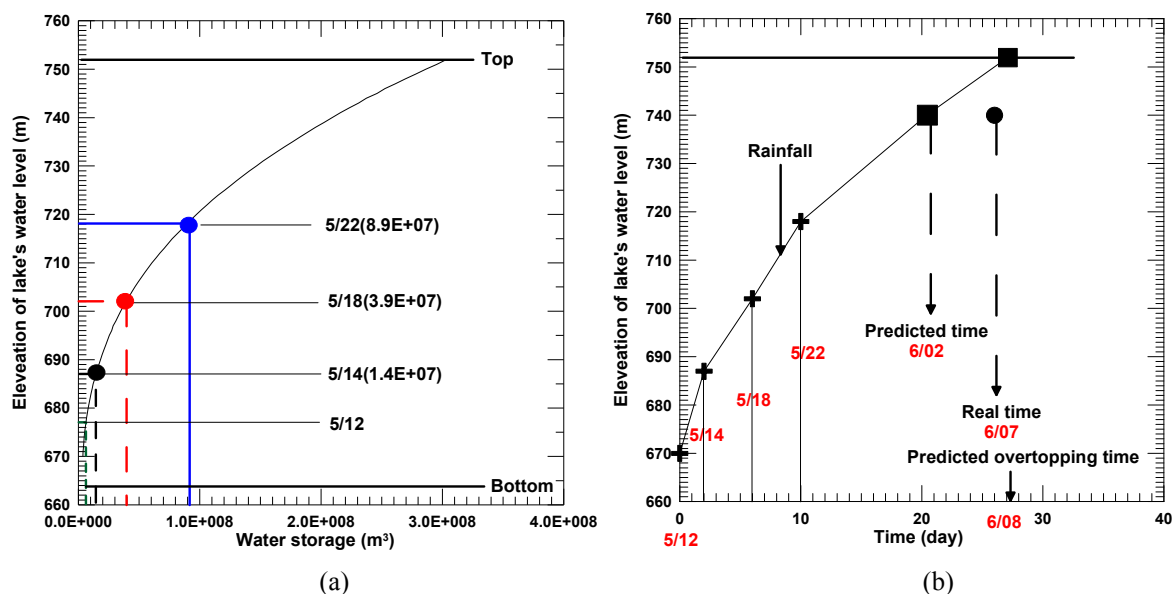 760
750
740
730
720
710
700
690
680
670
660
Eleveation of lake's water level (m)
Top
5/22(8.9E+07)
5/18(3.9E+07)
5/14(1.4E+07)
5/12
Bottom
0.0E+000
1.0E+008
2.0E+008
3.0E+008
4.0E+008
Water storage (m³)
(a)
760
750
740
730
720
710
700
690
680
670
660
Eleveation of lake's water level (m)
Rainfall
Predicted time
6/02
5/22
5/18
Real time
6/07
5/14
Predicted overtopping time
0
10
20
30
40
5/12
Time (day)
6/08
(b)